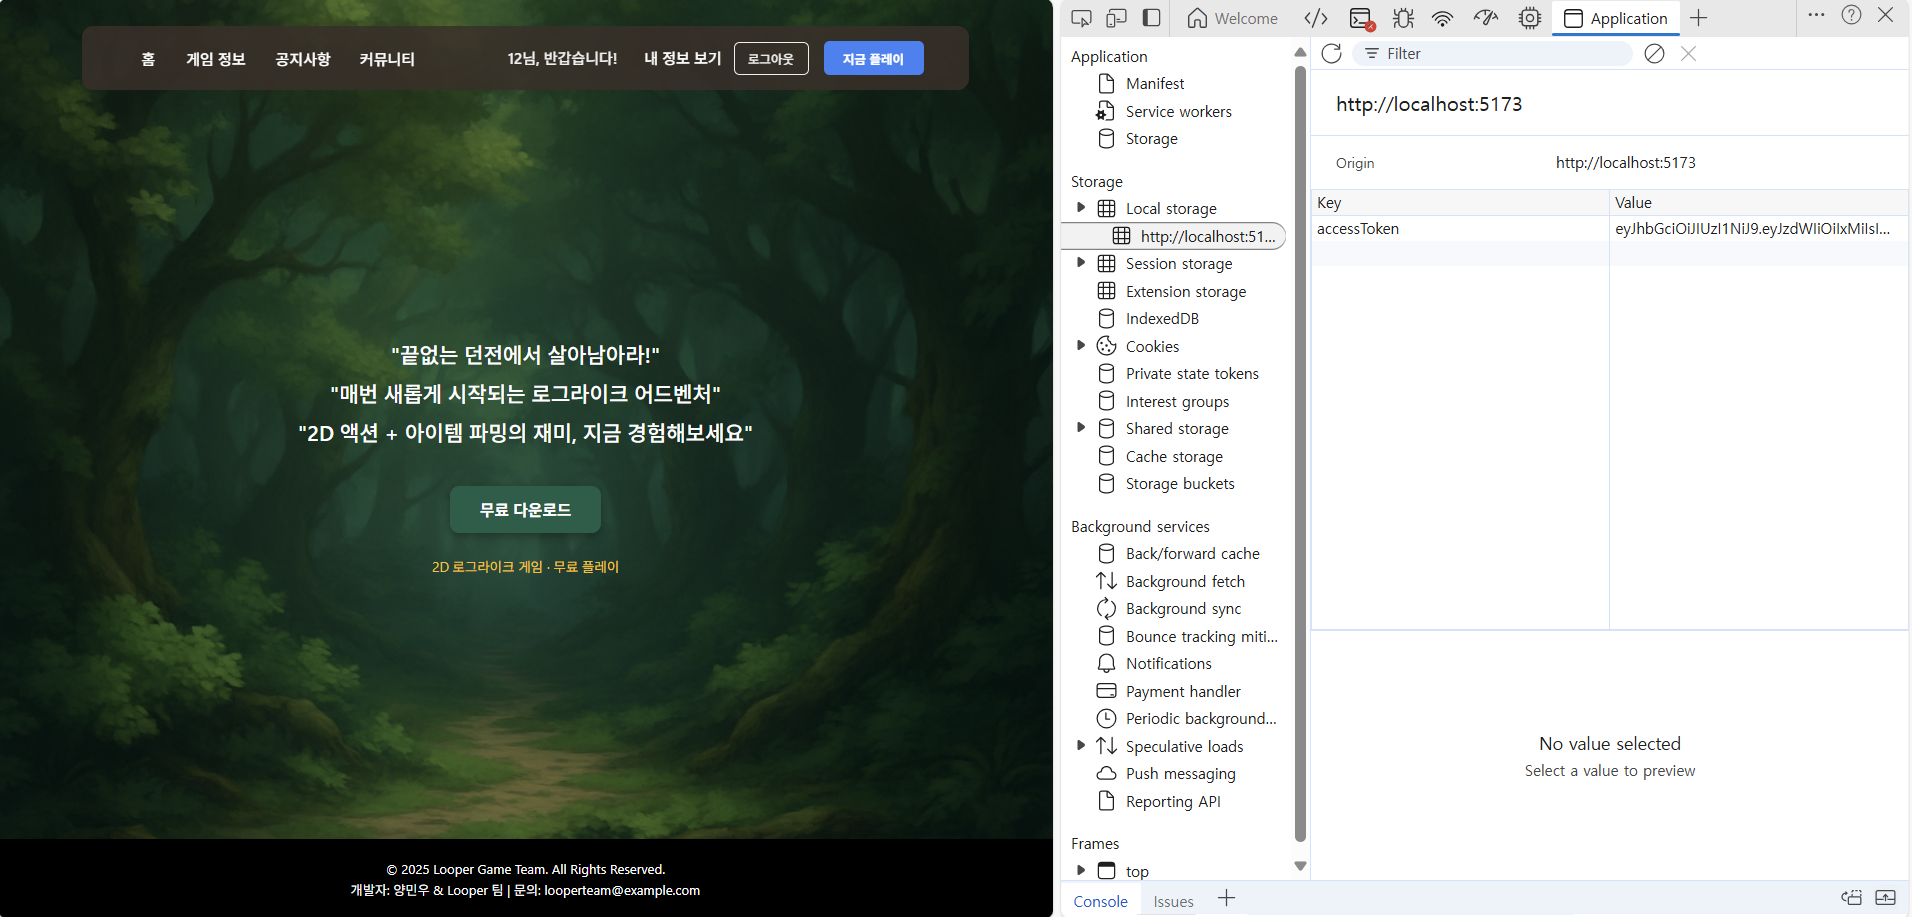 홈 게임 정보 공지사항 커뮤니티 12님, 반갑습니다! 내 정보 보기 로그아웃 지금 플레이
"끝없는 던전에서 살아남아라!"
"매번 새롭게 시작되는 로그라이크 어드벤처"
"2D 액션 + 아이템 파밍의 재미, 지금 경험해보세요"
무료 다운로드
2D 로그라이크 게임 · 무료 플레이
© 2025 Looper Game Team. All Rights Reserved.
개발자: 양민우 & Looper 팀 | 문의: looperteam@example.com
Welcome Application
Application
Manifest
Service workers
Storage
Storage
Local storage
http://localhost:51...
Session storage
Extension storage
IndexedDB
Cookies
Private state tokens
Interest groups
Shared storage
Cache storage
Storage buckets
Background services
Back/forward cache
Background fetch
Background sync
Bounce tracking miti...
Notifications
Payment handler
Periodic background...
Speculative loads
Push messaging
Reporting API
Frames
top
Filter
http://localhost:5173
Origin http://localhost:5173
Key Value
accessToken eyJhbGciOiJIUzI1NiJ9.eyJzdWIiOiIxMiIsI...
No value selected
Select a value to preview
Console Issues